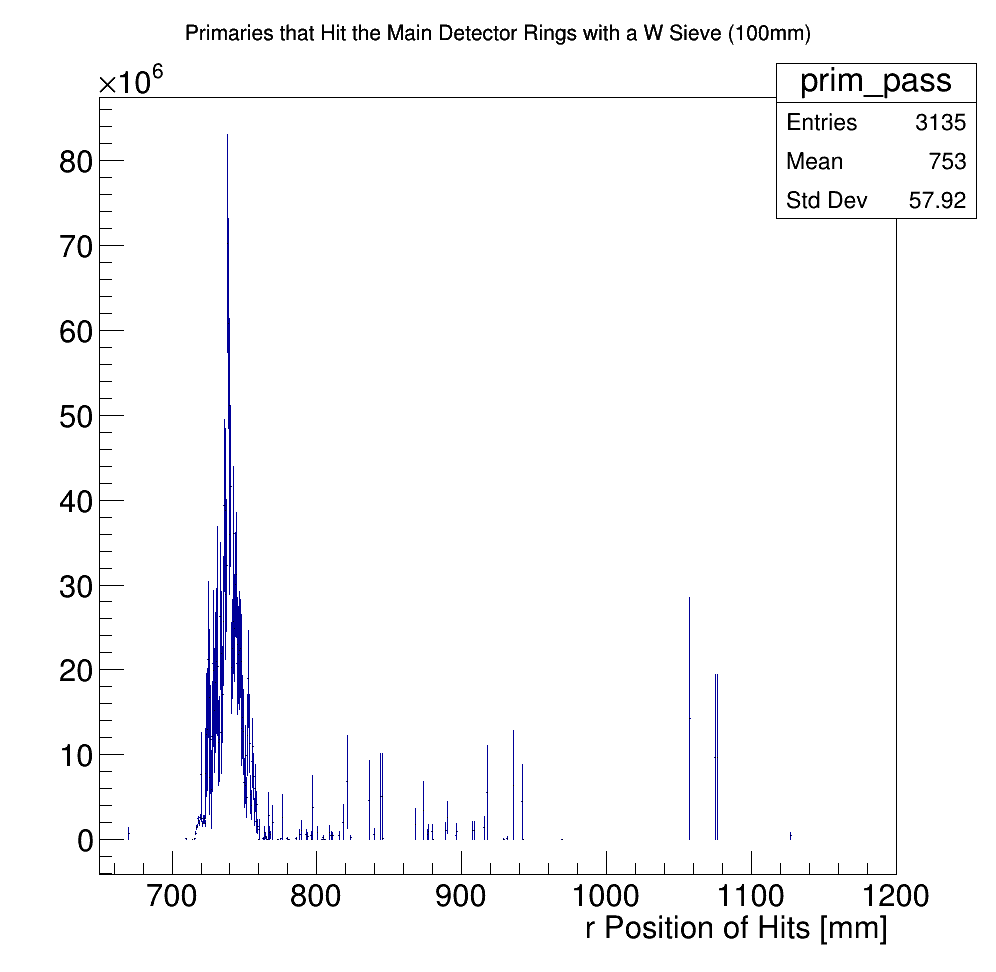 Primaries that Hit the Main Detector Rings with a W Sieve (100mm)
×10⁶
prim_pass
Entries 3135
Mean 753
Std Dev 57.92
80
70
60
50
40
30
20
10
0
700 800 900 1000 1100 1200
r Position of Hits [mm]